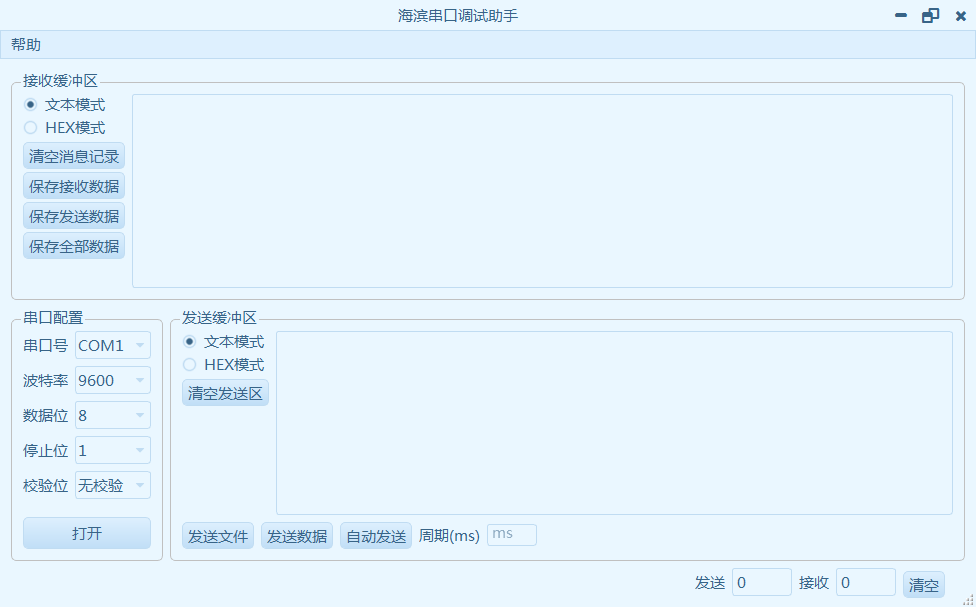 海滨串口调试助手
帮助
接收缓冲区
文本模式
HEX模式
清空消息记录
保存接收数据
保存发送数据
保存全部数据
串口配置
串口号 COM1
波特率 9600
数据位 8
停止位 1
校验位 无校验
打开
发送缓冲区
文本模式
HEX模式
清空发送区
发送文件 发送数据 自动发送 周期(ms) ms
发送 0 接收 0 清空